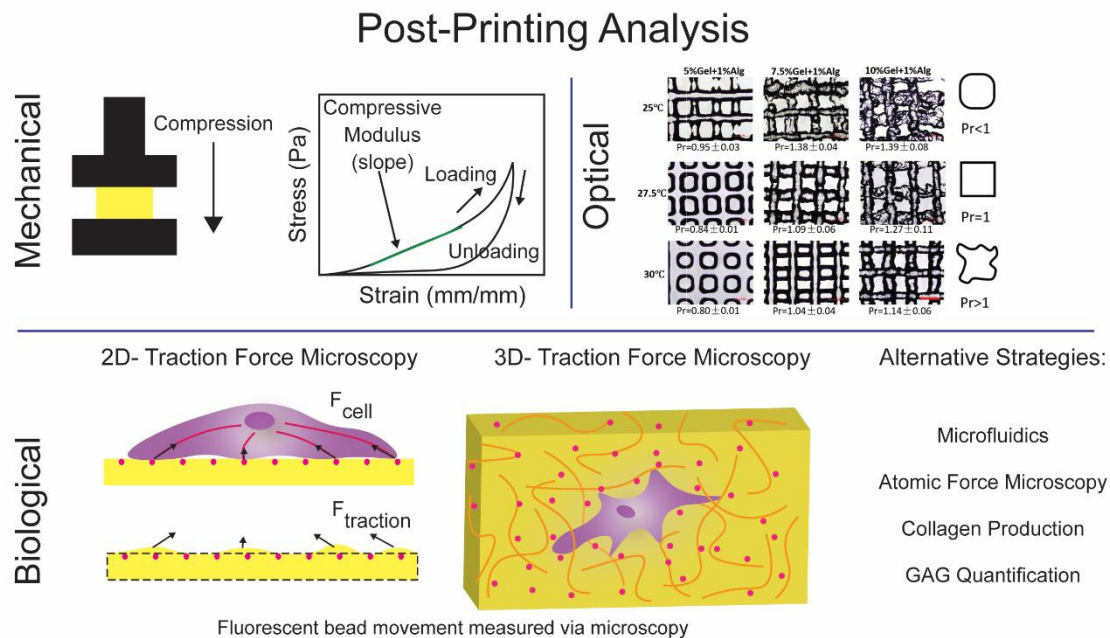 Post-Printing Analysis
Mechanical
Compression
Stress (Pa)
Compressive
Modulus
(slope)
Loading
Unloading
Strain (mm/mm)
Optical
5%Gel+1%Alg
7.5%Gel+1%Alg
10%Gel+1%Alg
25℃
Pr=0.95±0.03
Pr=1.38±0.04
Pr=1.39±0.08
Pr<1
27.5℃
Pr=0.84±0.01
Pr=1.09±0.06
Pr=1.27±0.11
Pr=1
30℃
Pr=0.80±0.01
Pr=1.04±0.04
Pr=1.14±0.06
Pr>1
Biological
2D- Traction Force Microscopy
F cell
F traction
3D- Traction Force Microscopy
Fluorescent bead movement measured via microscopy
Alternative Strategies:
Microfluidics
Atomic Force Microscopy
Collagen Production
GAG Quantification